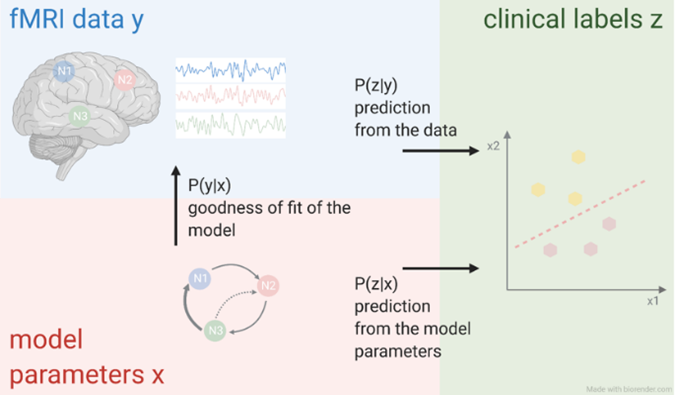 fMRI data y
clinical labels z
N1
N2
N3
P(z|y)
prediction
from the data
x2
P(y|x)
goodness of fit of the
model
N1
N2
N3
P(z|x)
prediction
from the model
parameters
x1
model
parameters x
Made with biorender.com